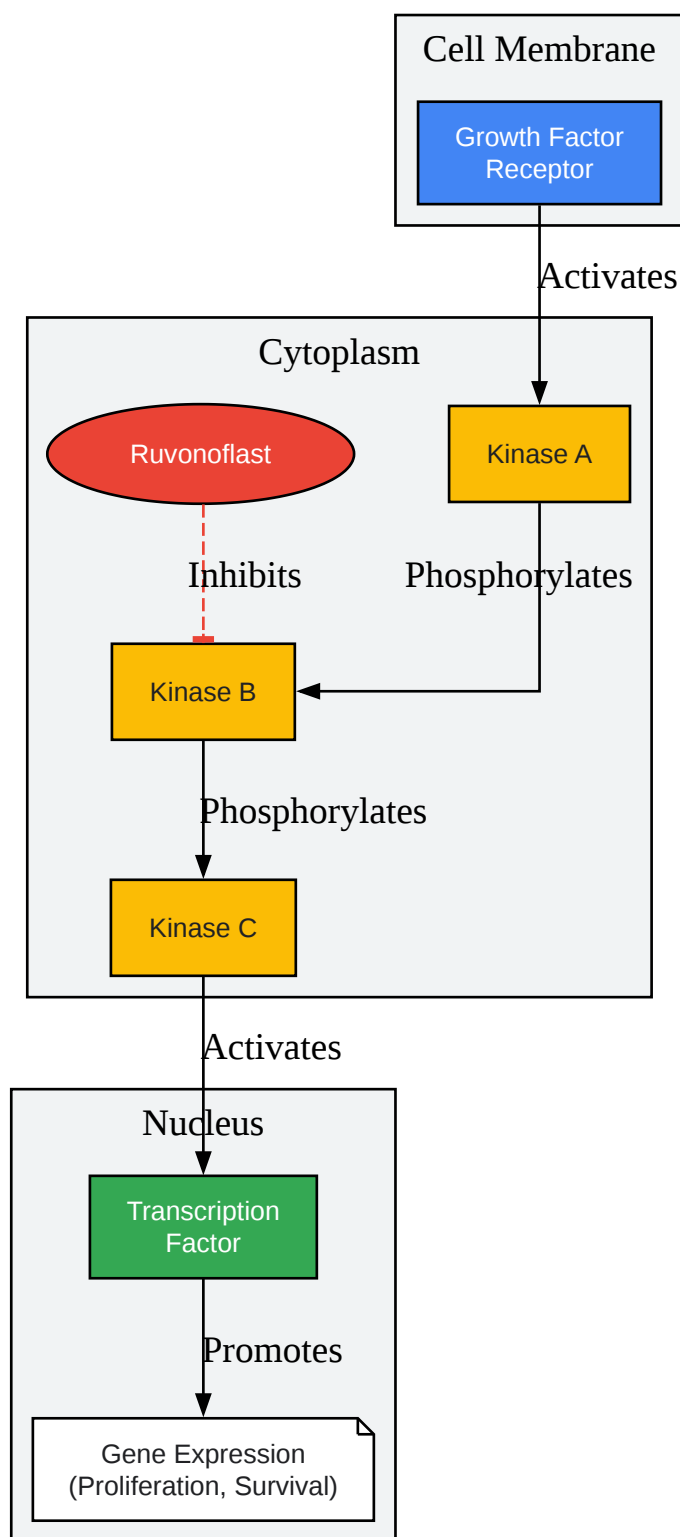 Cell Membrane
Growth Factor
Receptor
Activates
Cytoplasm
Ruvonoflast
Kinase A
Inhibits
Phosphorylates
Kinase B
Phosphorylates
Kinase C
Activates
Nucleus
Transcription
Factor
Promotes
Gene Expression
(Proliferation, Survival)